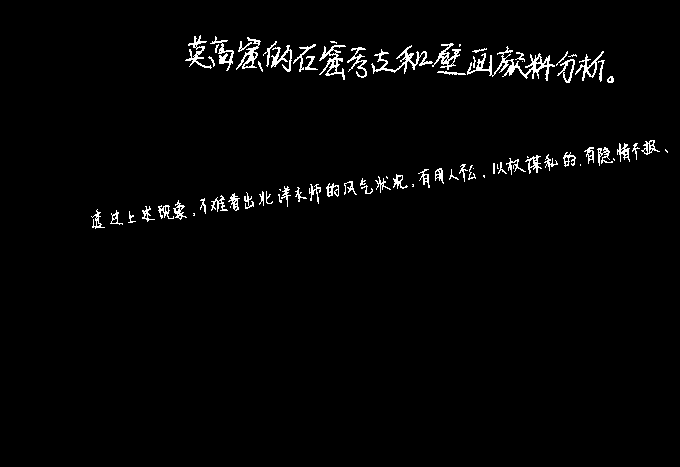 莫高窟的石窟考古和壁画颜料分析。
透过上述现象,不难看出北洋水师的风气状况,有用人私,以权谋私的,有隐情不报、